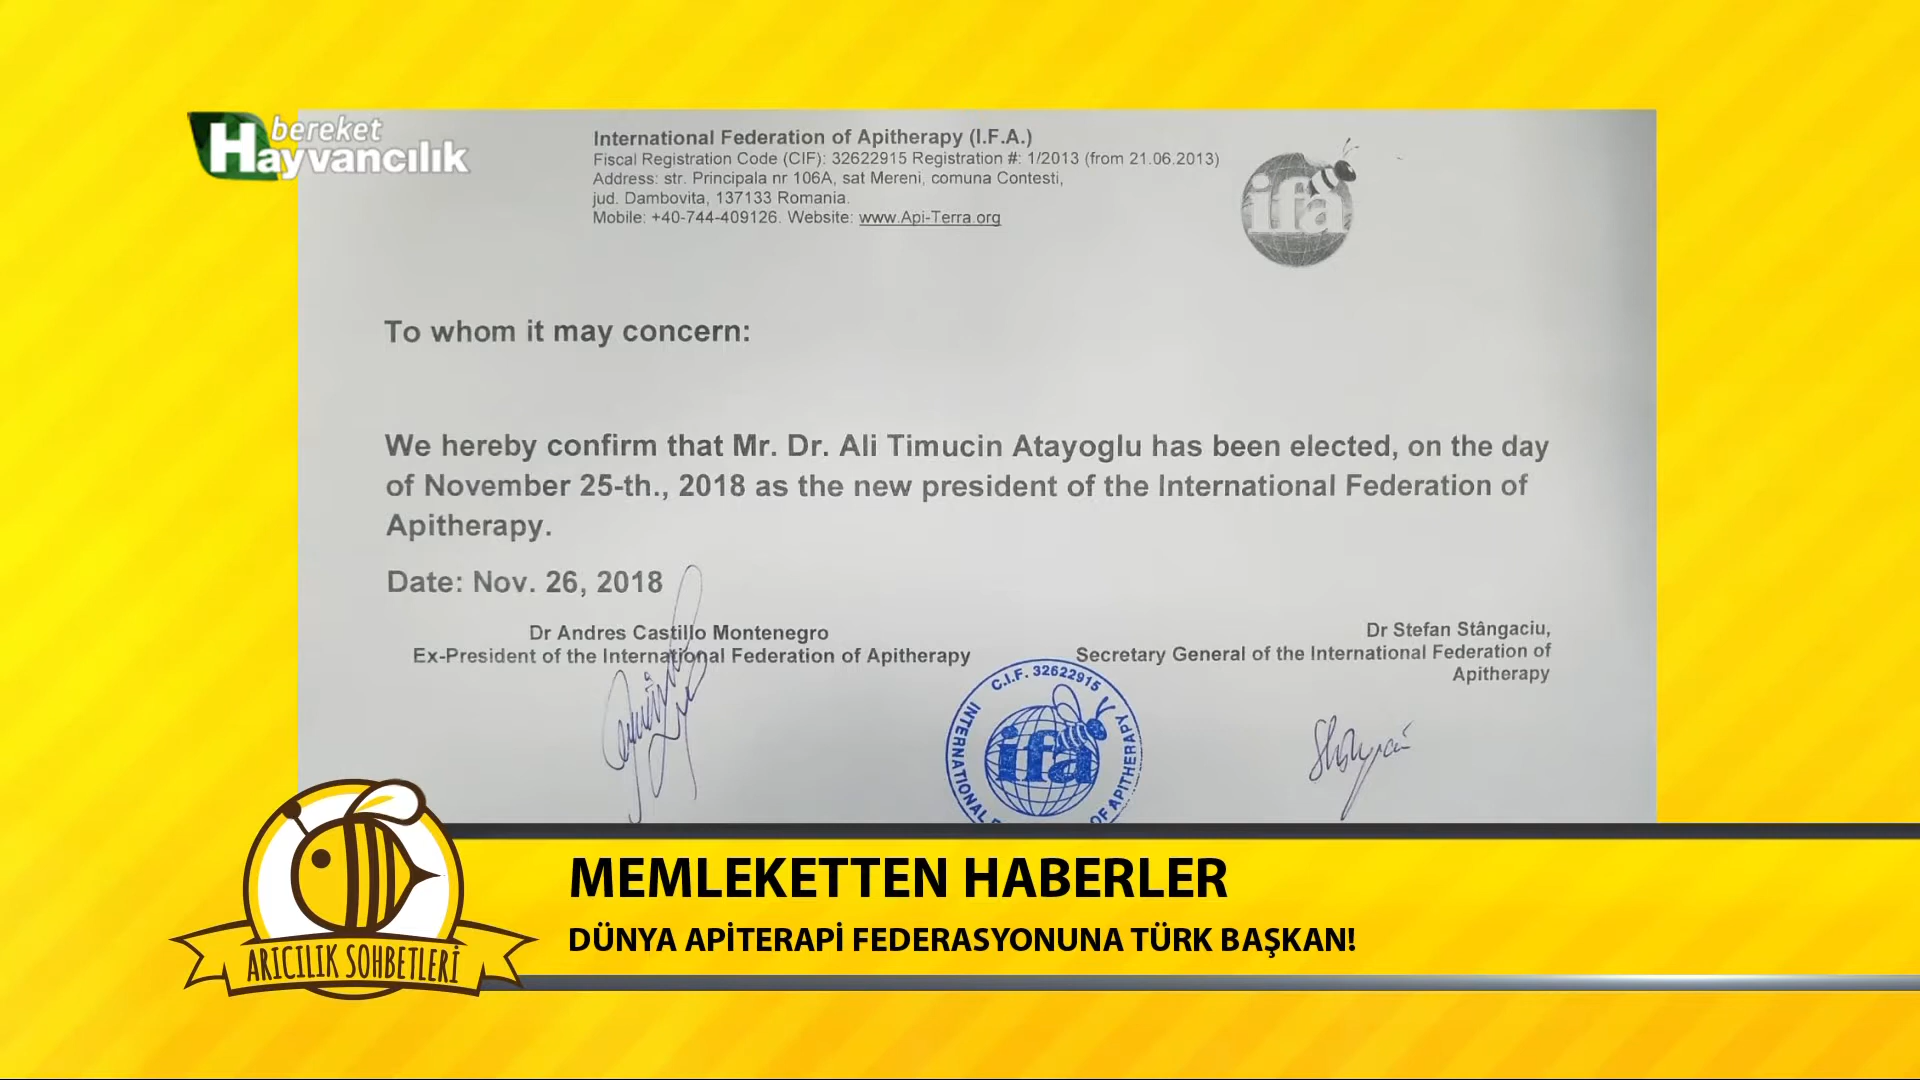 bereket
Hayvancılık
International Federation of Apitherapy (I.F.A.)
Fiscal Registration Code (CIF): 32622915 Registration #: 1/2013 (from 21.06.2013)
Address: str. Principala nr 106A, sat Mereni, comuna Contesti,
jud. Dambovita, 137133 Romania.
Mobile: +40-744-409126. Website: www.Api-Terra.org
ifa
To whom it may concern:
We hereby confirm that Mr. Dr. Ali Timucin Atayoglu has been elected, on the day
of November 25-th., 2018 as the new president of the International Federation of
Apitherapy.
Date: Nov. 26, 2018
Dr Andres Castillo Montenegro
Ex-President of the International Federation of Apitherapy
Dr Stefan Stângaciu,
Secretary General of the International Federation of
Apitherapy
C.I.F. 32622915
INTERNATIONAL
OF APITHERAPY
ifa
MEMLEKETTEN HABERLER
DÜNYA APİTERAPİ FEDERASYONUNA TÜRK BAŞKAN!
ARICILIK SOHBETLERİ